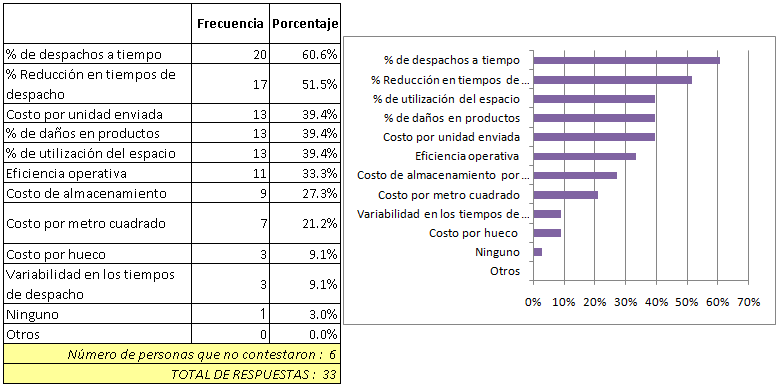 Frecuencia Porcentaje
% de despachos a tiempo 20 60.6%
% Reducción en tiempos de
despacho 17 51.5%
Costo por unidad enviada 13 39.4%
% de daños en productos 13 39.4%
% de utilización del espacio 13 39.4%
Eficiencia operativa 11 33.3%
Costo de almacenamiento 9 27.3%
Costo por metro cuadrado 7 21.2%
Costo por hueco 3 9.1%
Variabilidad en los tiempos
de despacho 3 9.1%
Ninguno 1 3.0%
Otros 0 0.0%
Número de personas que no contestaron : 6
TOTAL DE RESPUESTAS : 33
% de despachos a tiempo
% Reducción en tiempos de...
% de utilización del espacio
% de daños en productos
Costo por unidad enviada
Eficiencia operativa
Costo de almacenamiento por...
Costo por metro cuadrado
Variabilidad en los tiempos de...
Costo por hueco
Ninguno
Otros
0% 10% 20% 30% 40% 50% 60% 70%